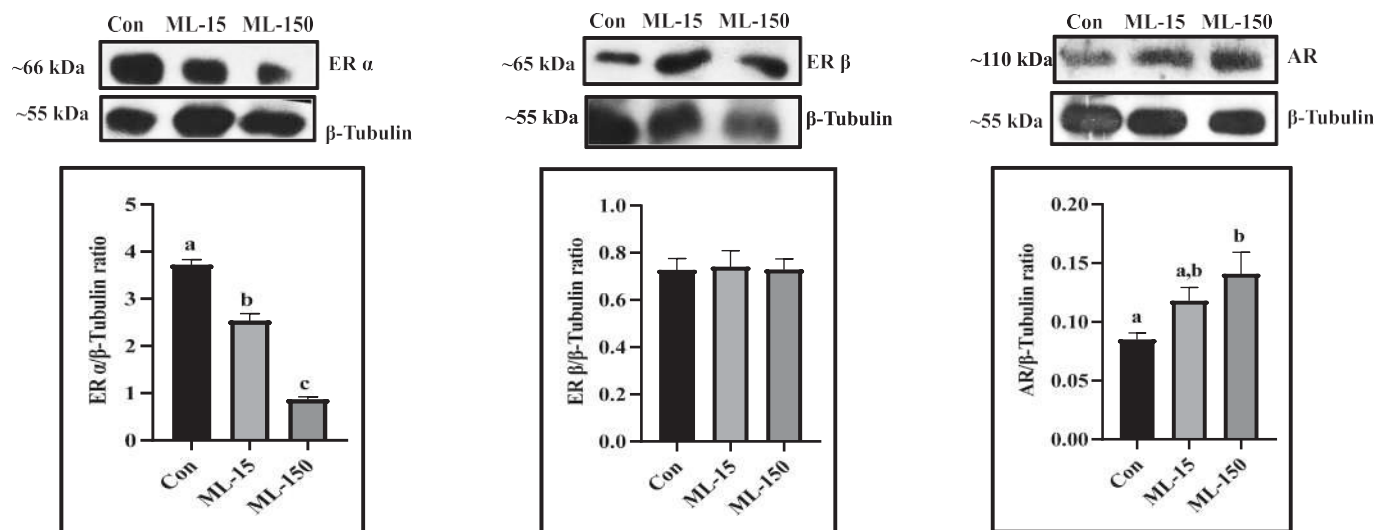 Con ML-15 ML-150
~66 kDa ER α
~55 kDa β-Tubulin
ER α/β-Tubulin ratio
5
4
3
2
1
0
a
b
c
Con
ML-15
ML-150
Con ML-15 ML-150
~65 kDa ER β
~55 kDa β-Tubulin
ER β/β-Tubulin ratio
1.0
0.8
0.6
0.4
0.2
0.0
Con
ML-15
ML-150
Con ML-15 ML-150
~110 kDa AR
~55 kDa β-Tubulin
AR/β-Tubulin ratio
0.20
0.15
0.10
0.05
0.00
a
a,b
b
Con
ML-15
ML-150